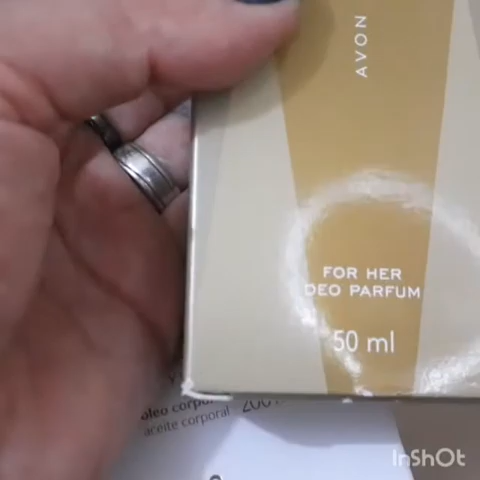 AVON
FOR HER
DEO PARFUM
50 ml
óleo corporal
aceite corporal
InShOt